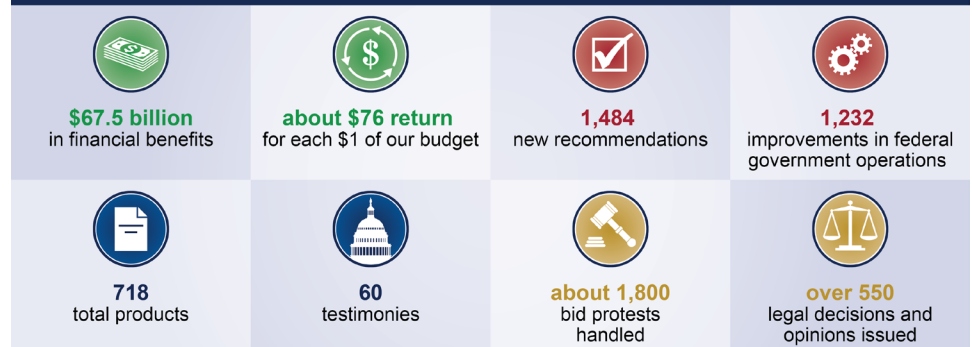 $67.5 billion
in financial benefits
about $76 return
for each $1 of our budget
1,484
new recommendations
1,232
improvements in federal
government operations
718
total products
60
testimonies
about 1,800
bid protests
handled
over 550
legal decisions and
opinions issued